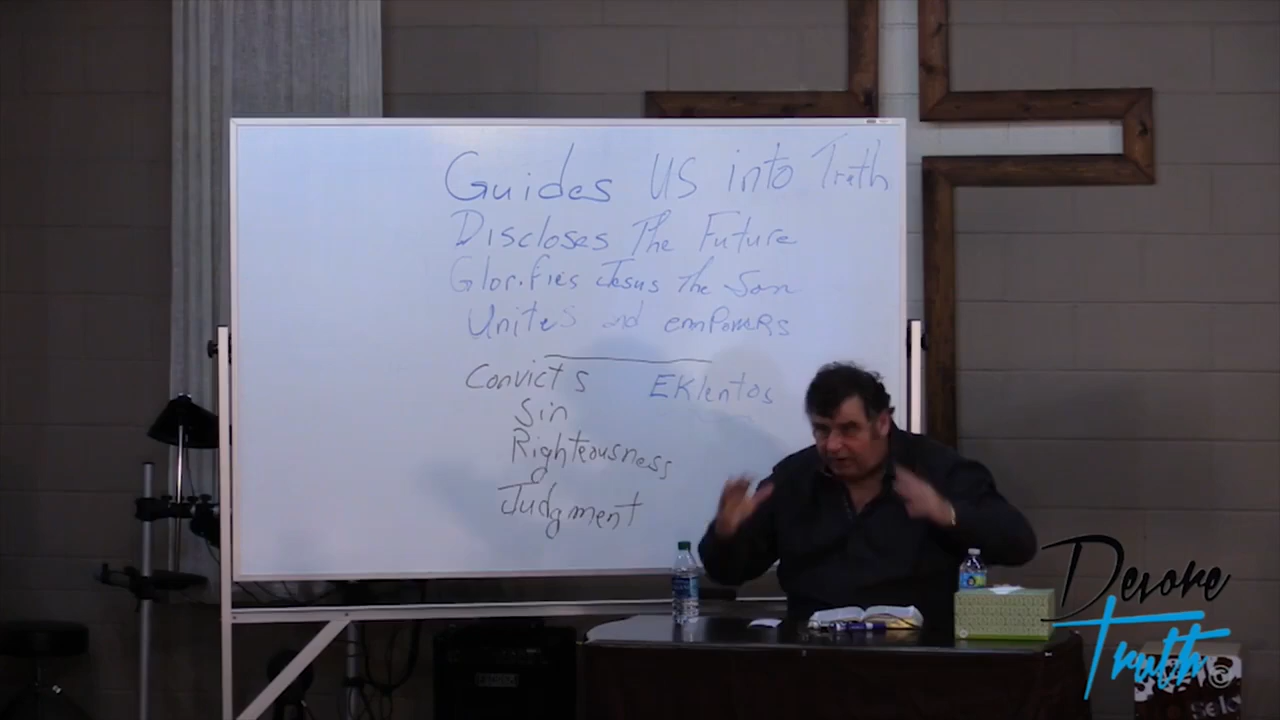 Guides US into Truth
Discloses The Future
Glorifies Jesus The Son
Unites and emPowers
Convicts EKlentos
Sin
Righteousness
Judgment
Desore
Truth